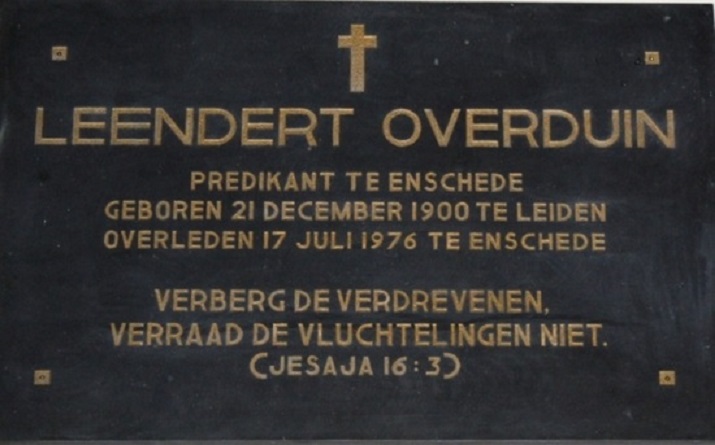 LEENDERT OVERDUIN
PREDIKANT TE ENSCHEDE
GEBOREN 21 DECEMBER 1900 TE LEIDEN
OVERLEDEN 17 JULI 1976 TE ENSCHEDE
VERBERG DE VERDREVENEN,
VERRAAD DE VLUCHTELINGEN NIET.
(JESAJA 16:3)